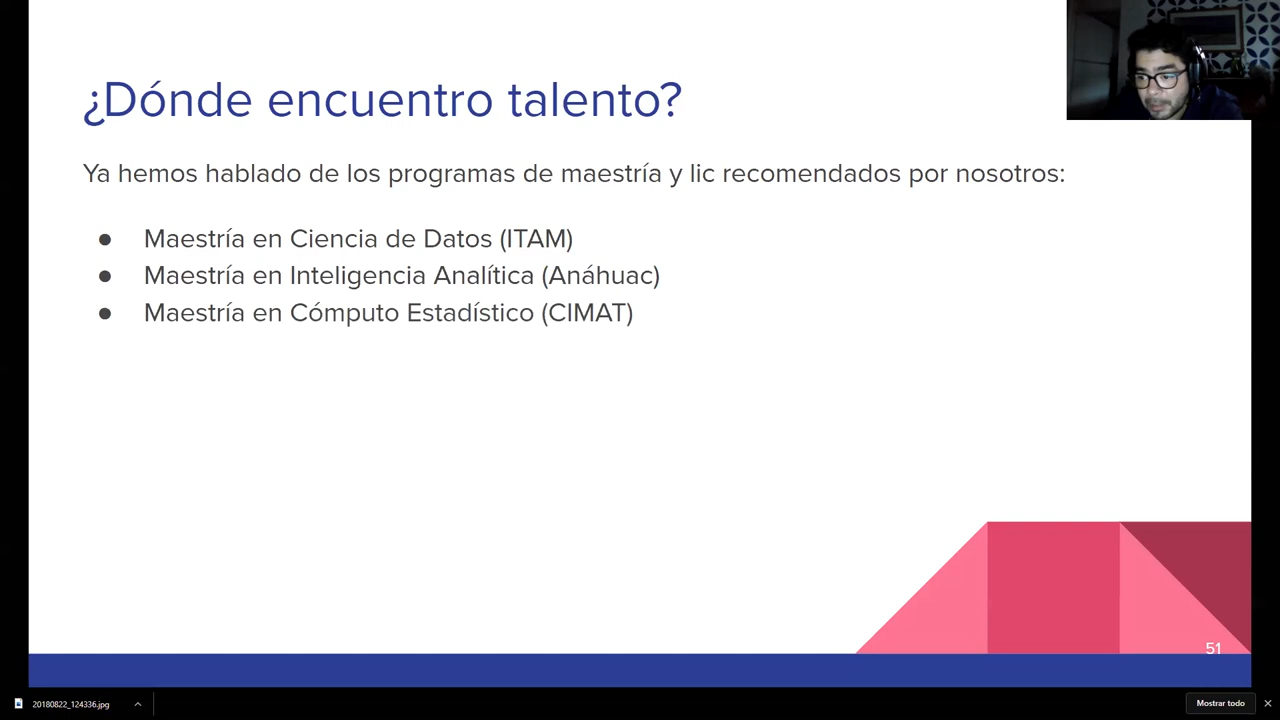 ¿Dónde encuentro talento?
Ya hemos hablado de los programas de maestría y lic recomendados por nosotros:
● Maestría en Ciencia de Datos (ITAM)
● Maestría en Inteligencia Analítica (Anáhuac)
● Maestría en Cómputo Estadístico (CIMAT)
51
20180822_124336.jpg
Mostrar todo